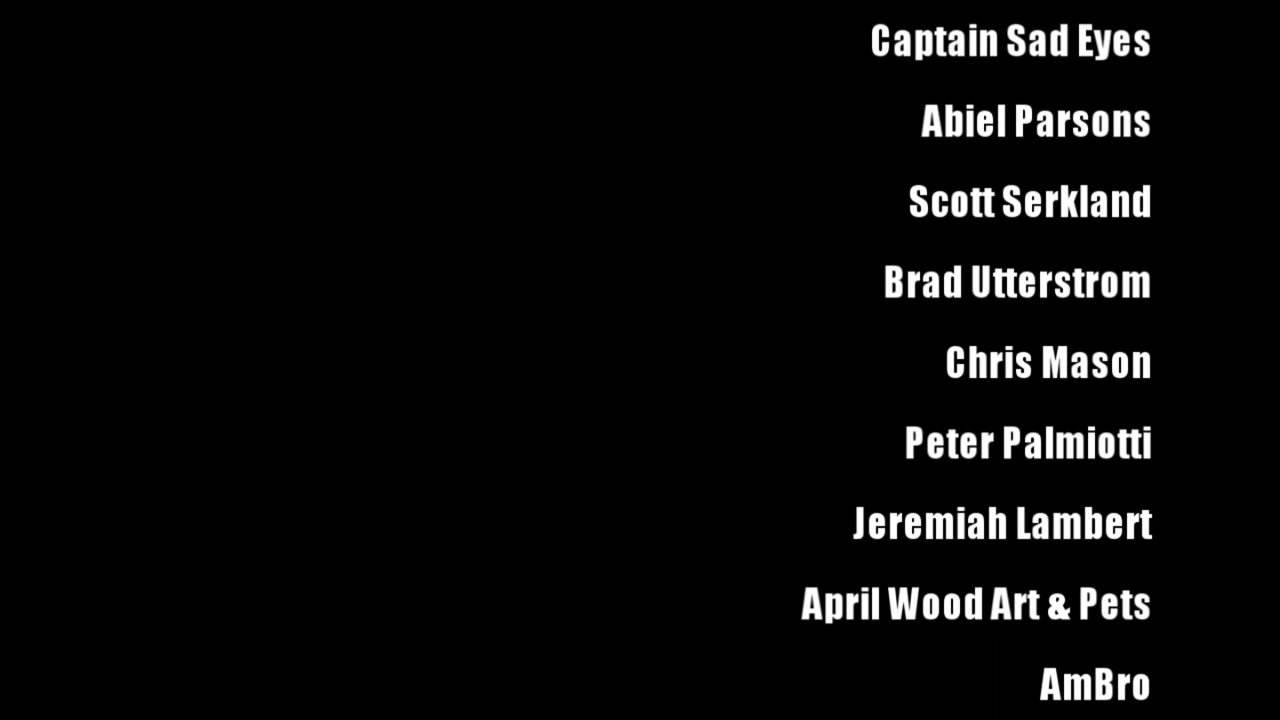 Captain Sad Eyes
Abiel Parsons
Scott Serkland
Brad Utterstrom
Chris Mason
Peter Palmiotti
Jeremiah Lambert
April Wood Art & Pets
AmBro